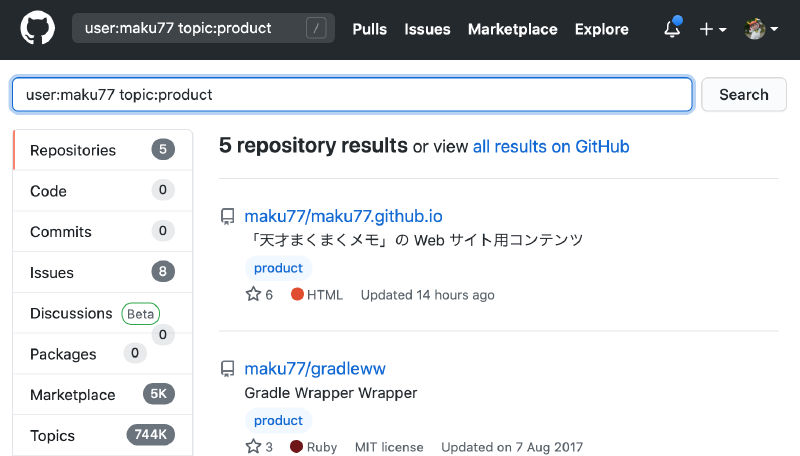 user:maku77 topic:product / Pulls Issues Marketplace Explore
user:maku77 topic:product Search
Repositories 5
Code 0
Commits 0
Issues 8
Discussions Beta 0
Packages 0
Marketplace 5K
Topics 744K
5 repository results or view all results on GitHub
maku77/maku77.github.io
「天才まくまくメモ」の Web サイト用コンテンツ
product
6 HTML Updated 14 hours ago
maku77/gradleww
Gradle Wrapper Wrapper
product
3 Ruby MIT license Updated on 7 Aug 2017